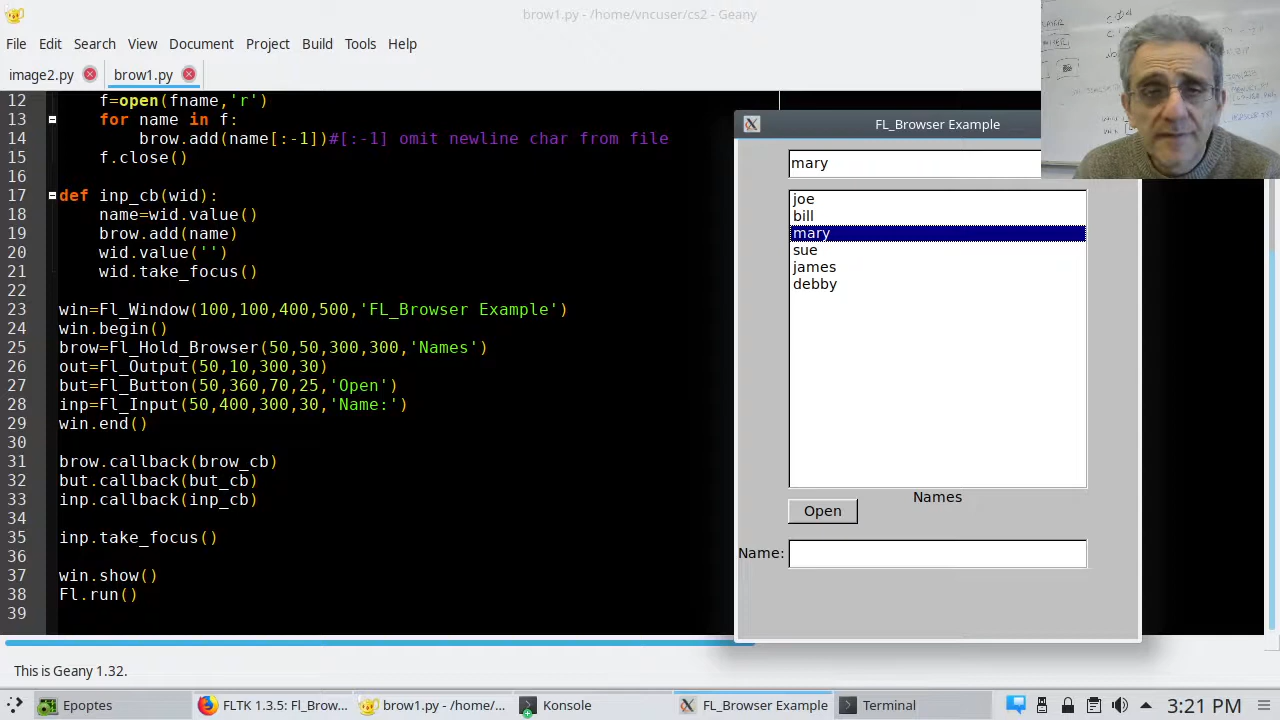 brow1.py - /home/vncuser/cs2 - Geany
File Edit Search View Document Project Build Tools Help
image2.py brow1.py
12 f=open(fname,'r')
13 for name in f:
14 brow.add(name[:-1])#[:-1] omit newline char from file
15 f.close()
16
17 def inp_cb(wid):
18 name=wid.value()
19 brow.add(name)
20 wid.value('')
21 wid.take_focus()
22
23 win=Fl_Window(100,100,400,500,'FL_Browser Example')
24 win.begin()
25 brow=Fl_Hold_Browser(50,50,300,300,'Names')
26 out=Fl_Output(50,10,300,30)
27 but=Fl_Button(50,360,70,25,'Open')
28 inp=Fl_Input(50,400,300,30,'Name:')
29 win.end()
30
31 brow.callback(brow_cb)
32 but.callback(but_cb)
33 inp.callback(inp_cb)
34
35 inp.take_focus()
36
37 win.show()
38 Fl.run()
39
FL_Browser Example
mary
joe
bill
mary
sue
james
debby
Names
Open
Name:
This is Geany 1.32.
Epoptes FLTK 1.3.5: Fl_Brow... brow1.py - /home/... Konsole FL_Browser Example Terminal 3:21 PM